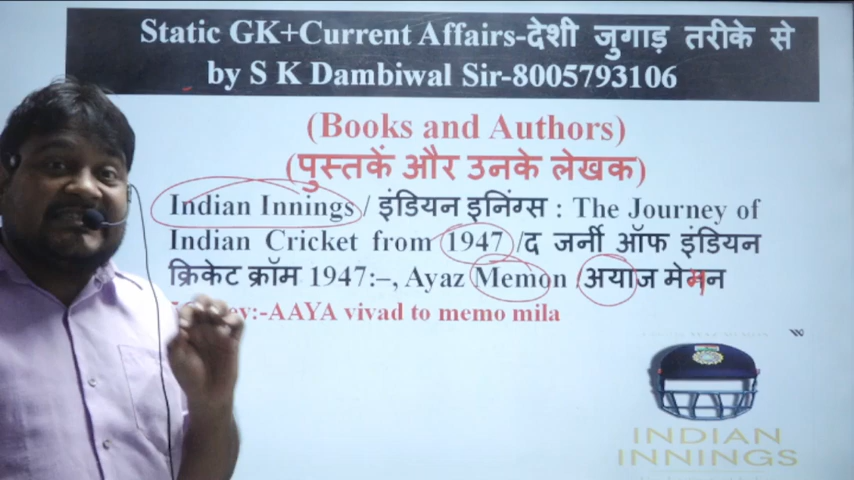 Static GK+Current Affairs-देशी जुगाड़ तरीके से
by S K Dambiwal Sir-8005793106
(Books and Authors)
(पुस्तकें और उनके लेखक)
Indian Innings / इंडियन इनिंग्स : The Journey of
Indian Cricket from 1947 /द जर्नी ऑफ इंडियन
क्रिकेट क्रॉम 1947:–, Ayaz Memon /अयाज मेमन
ey:-AAYA vivad to memo mila
INDIAN
INNINGS